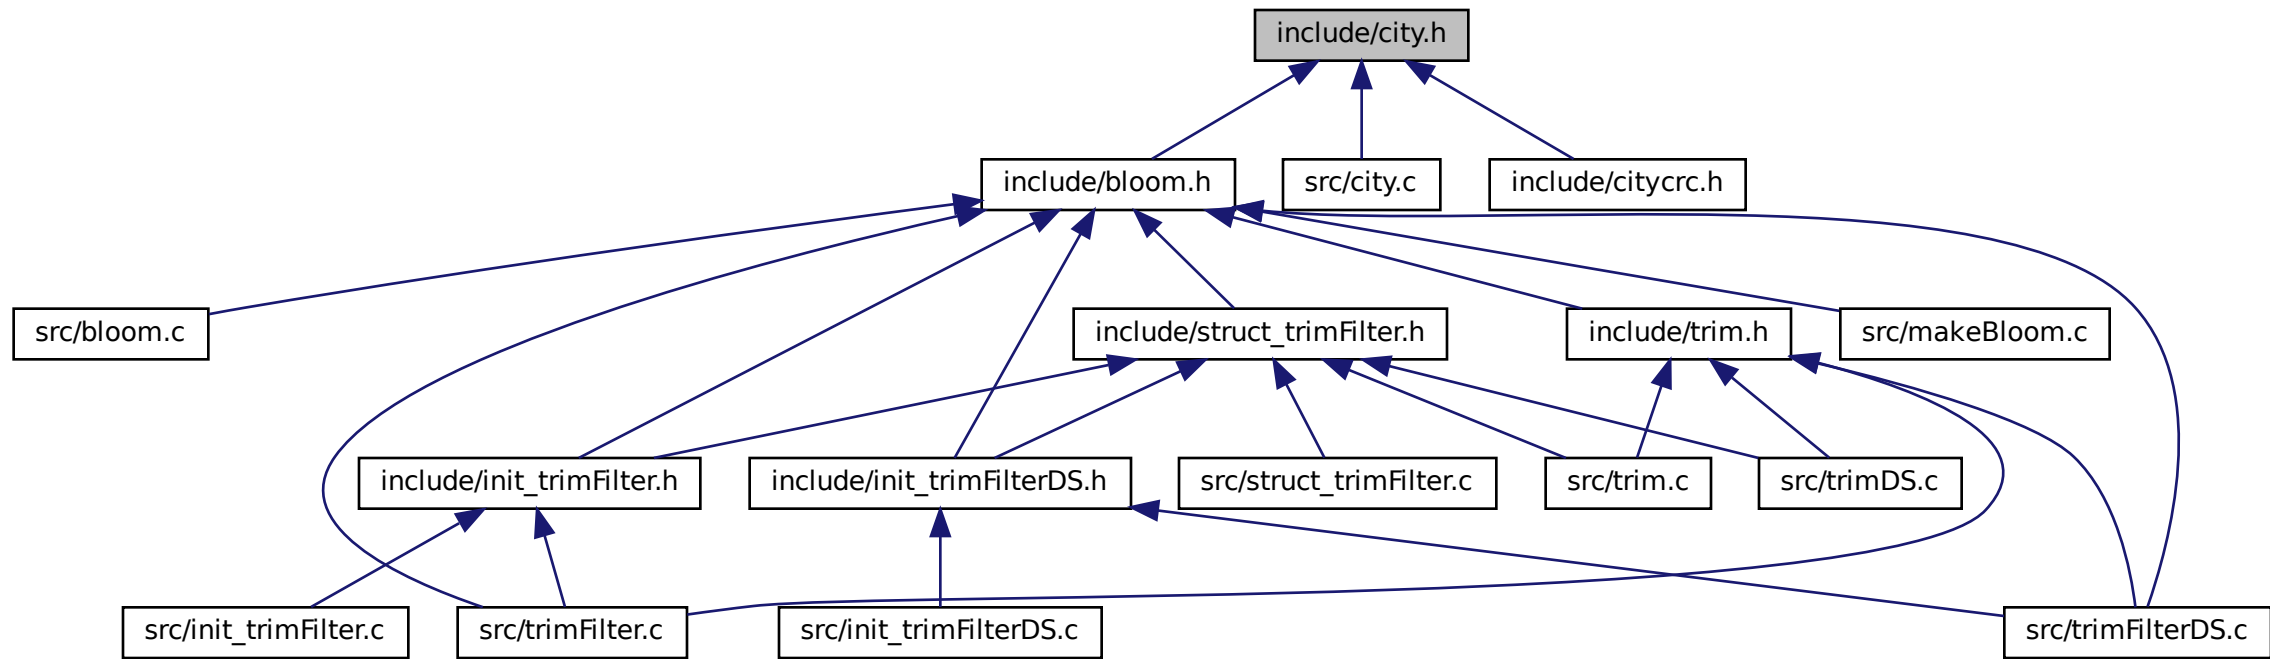 include/city.h
include/bloom.h
src/city.c
include/citycrc.h
src/bloom.c
include/struct_trimFilter.h
include/trim.h
src/makeBloom.c
include/init_trimFilter.h
include/init_trimFilterDS.h
src/struct_trimFilter.c
src/trim.c
src/trimDS.c
src/init_trimFilter.c
src/trimFilter.c
src/init_trimFilterDS.c
src/trimFilterDS.c